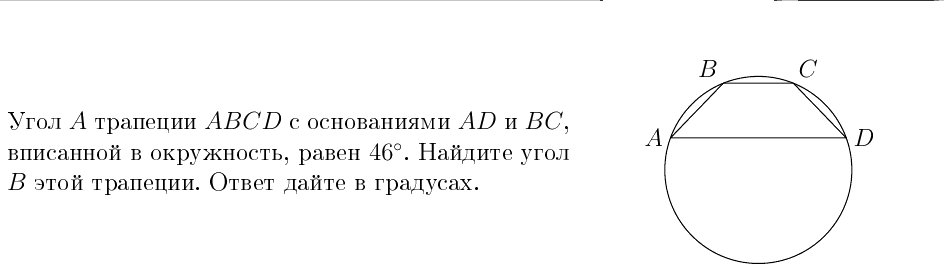 B C
Угол A трапеции ABCD с основаниями AD и BC,
A D
вписанной в окружность, равен 46°. Найдите угол
B этой трапеции. Ответ дайте в градусах.